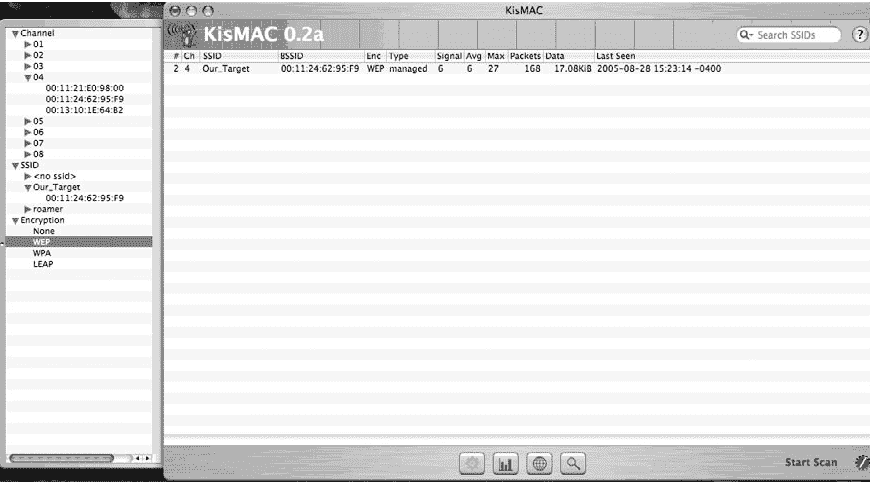 Channel
01
02
03
04
00:11:21:E0:98:00
00:11:24:62:95:F9
00:13:10:1E:64:B2
05
06
07
08
SSID
<no ssid>
Our_Target
00:11:24:62:95:F9
roamer
Encryption
None
WEP
WPA
LEAP
KisMAC
KisMAC 0.2a
Search SSIDs
?
# Ch SSID BSSID Enc Type Signal Avg Max Packets Data Last Seen
2 4 Our_Target 00:11:24:62:95:F9 WEP managed 6 6 27 168 17.08KiB 2005-08-28 15:23:14 -0400
Start Scan